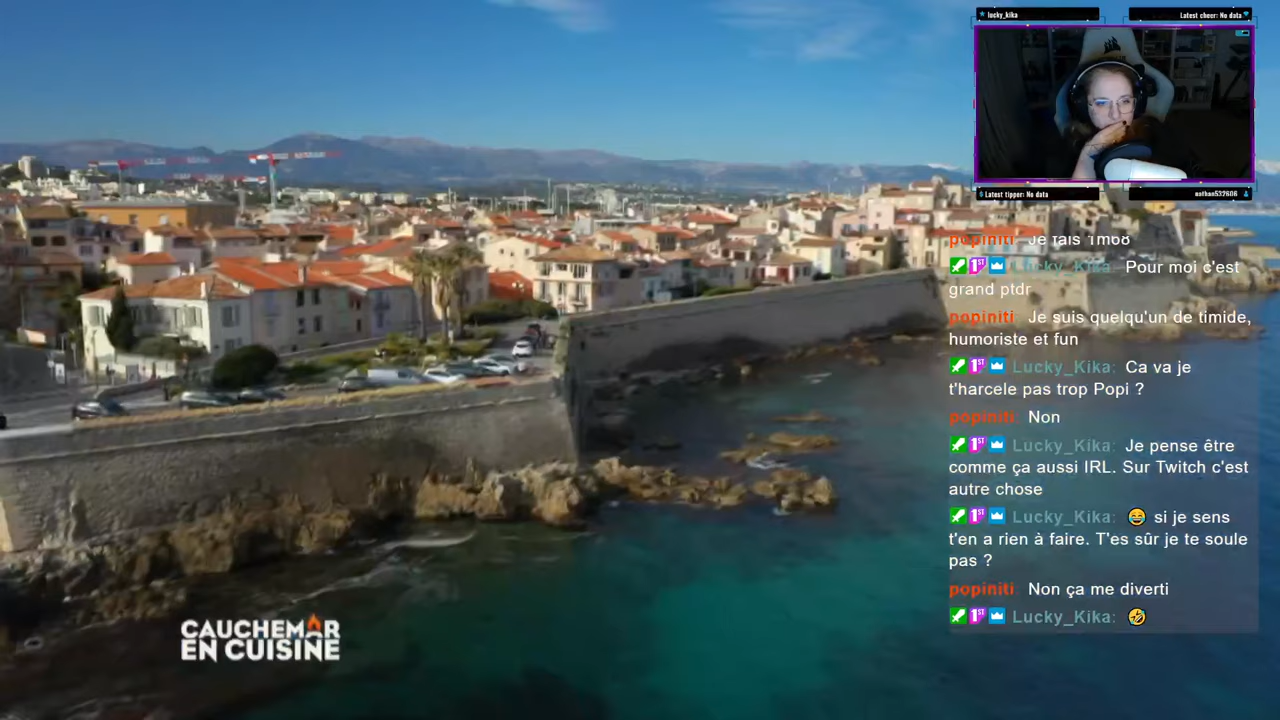 lucky_kika
Latest cheer: No data
Latest tipper: No data
nathan537606
popiniti: Je fais 1m68
Lucky_Kika: Pour moi c'est
grand ptdr
popiniti: Je suis quelqu'un de timide,
humoriste et fun
Lucky_Kika: Ca va je
t'harcele pas trop Popi ?
popiniti: Non
Lucky_Kika: Je pense être
comme ça aussi IRL. Sur Twitch c'est
autre chose
Lucky_Kika: 😂 si je sens
t'en a rien à faire. T'es sûr je te soule
pas ?
popiniti: Non ça me diverti
Lucky_Kika: 🤣
CAUCHEMAR
EN CUISINE